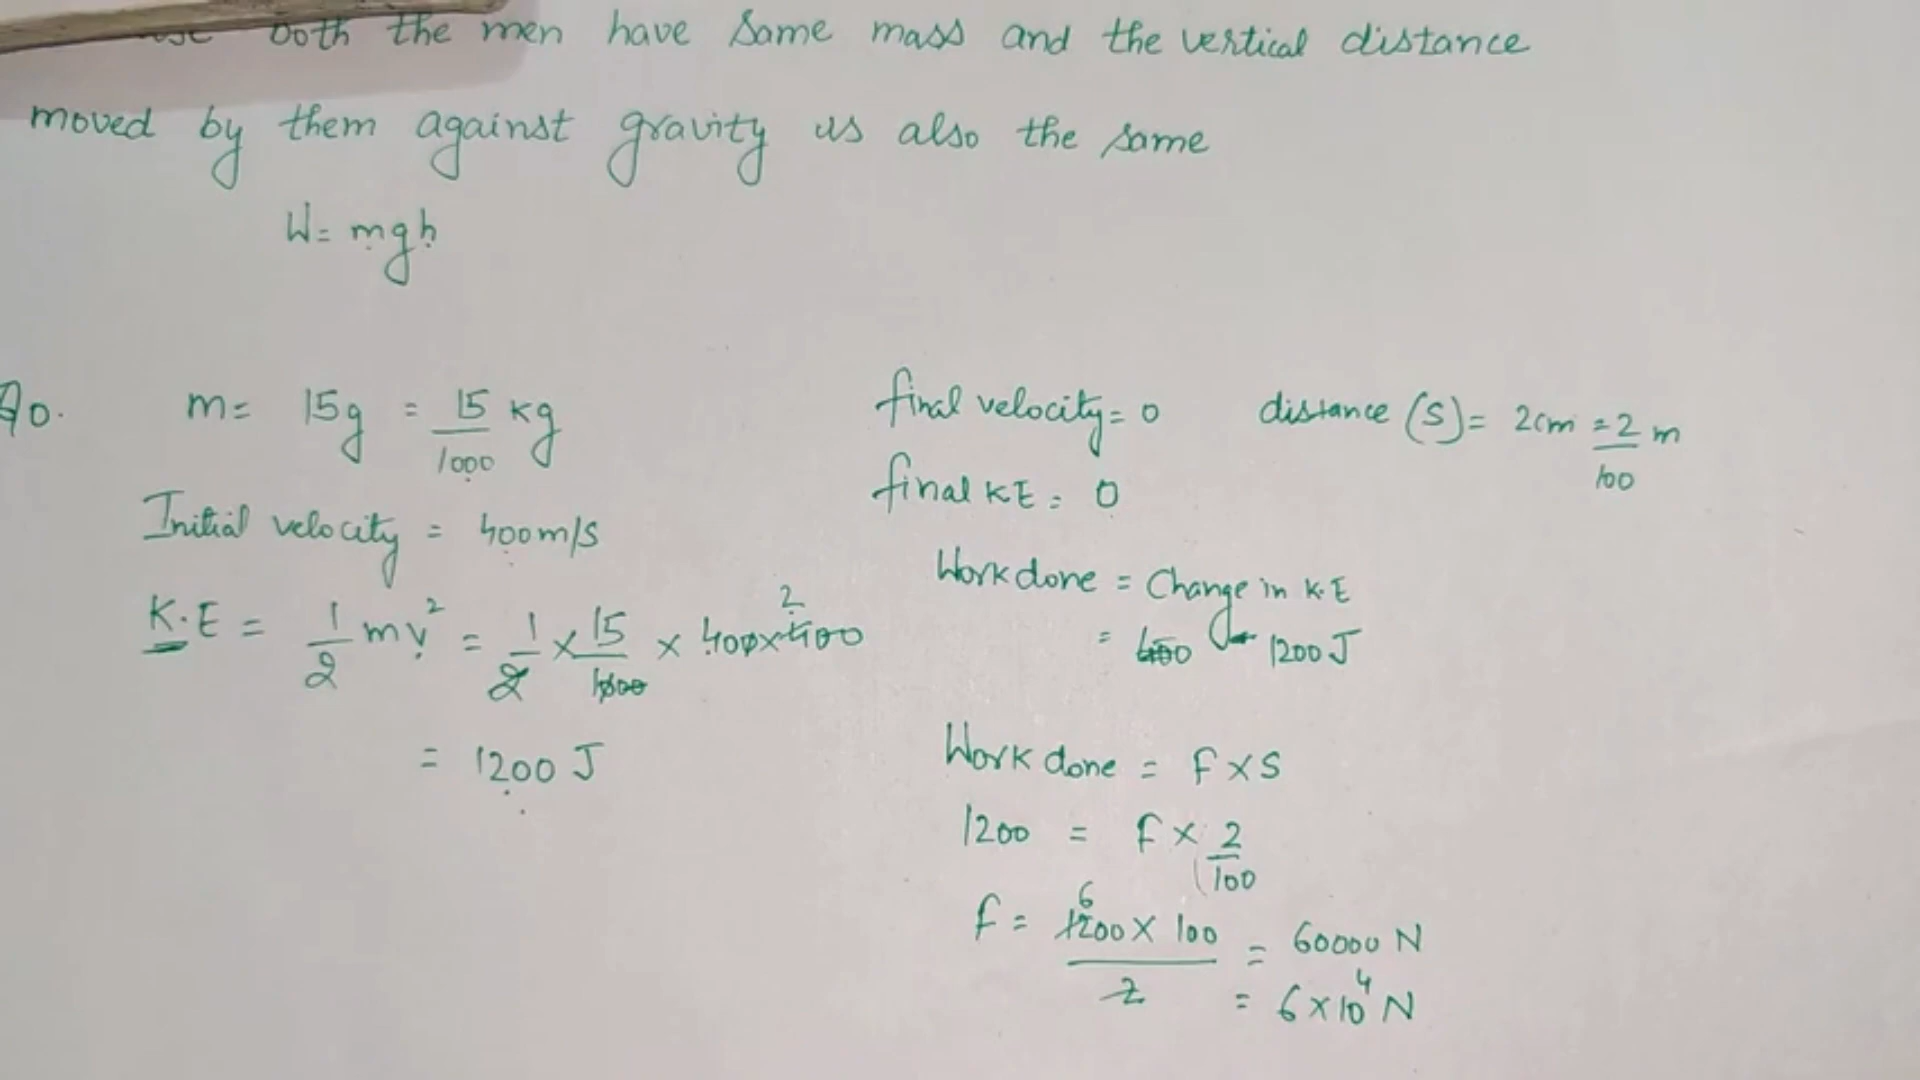 both the men have same mass and the vertical distance
moved by them against gravity is also the same
W = mgh
m = 15g = 15/1000 kg
Initial velocity = 400 m/s
K.E = 1/2 mv² = 1/2 × 15/1000 × 400 × 400 2
= 1200 J
final velocity = 0 distance (S) = 2cm = 2/100 m
final KE = 0
Work done = Change in K.E
= 1200 J
Work done = F × S
1200 = F × 2/100
F = 1200 × 100 / 2 6 = 60000 N
= 6 × 10⁴ N